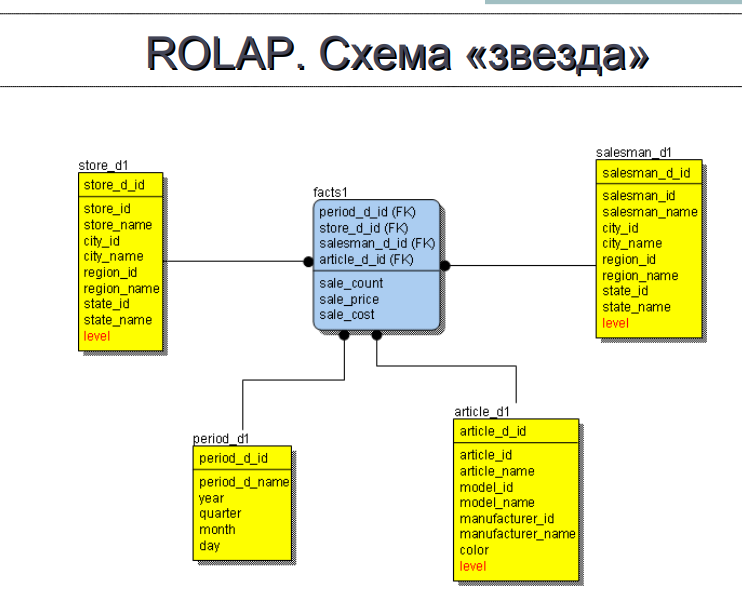 ROLAP. Схема «звезда»
store_d1
store_d_id
store_id
store_name
city_id
city_name
region_id
region_name
state_id
state_name
level
facts1
period_d_id (FK)
store_d_id (FK)
salesman_d_id (FK)
article_d_id (FK)
sale_count
sale_price
sale_cost
salesman_d1
salesman_d_id
salesman_id
salesman_name
city_id
city_name
region_id
region_name
state_id
state_name
level
period_d1
period_d_id
period_d_name
year
quarter
month
day
article_d1
article_d_id
article_id
article_name
model_id
model_name
manufacturer_id
manufacturer_name
color
level